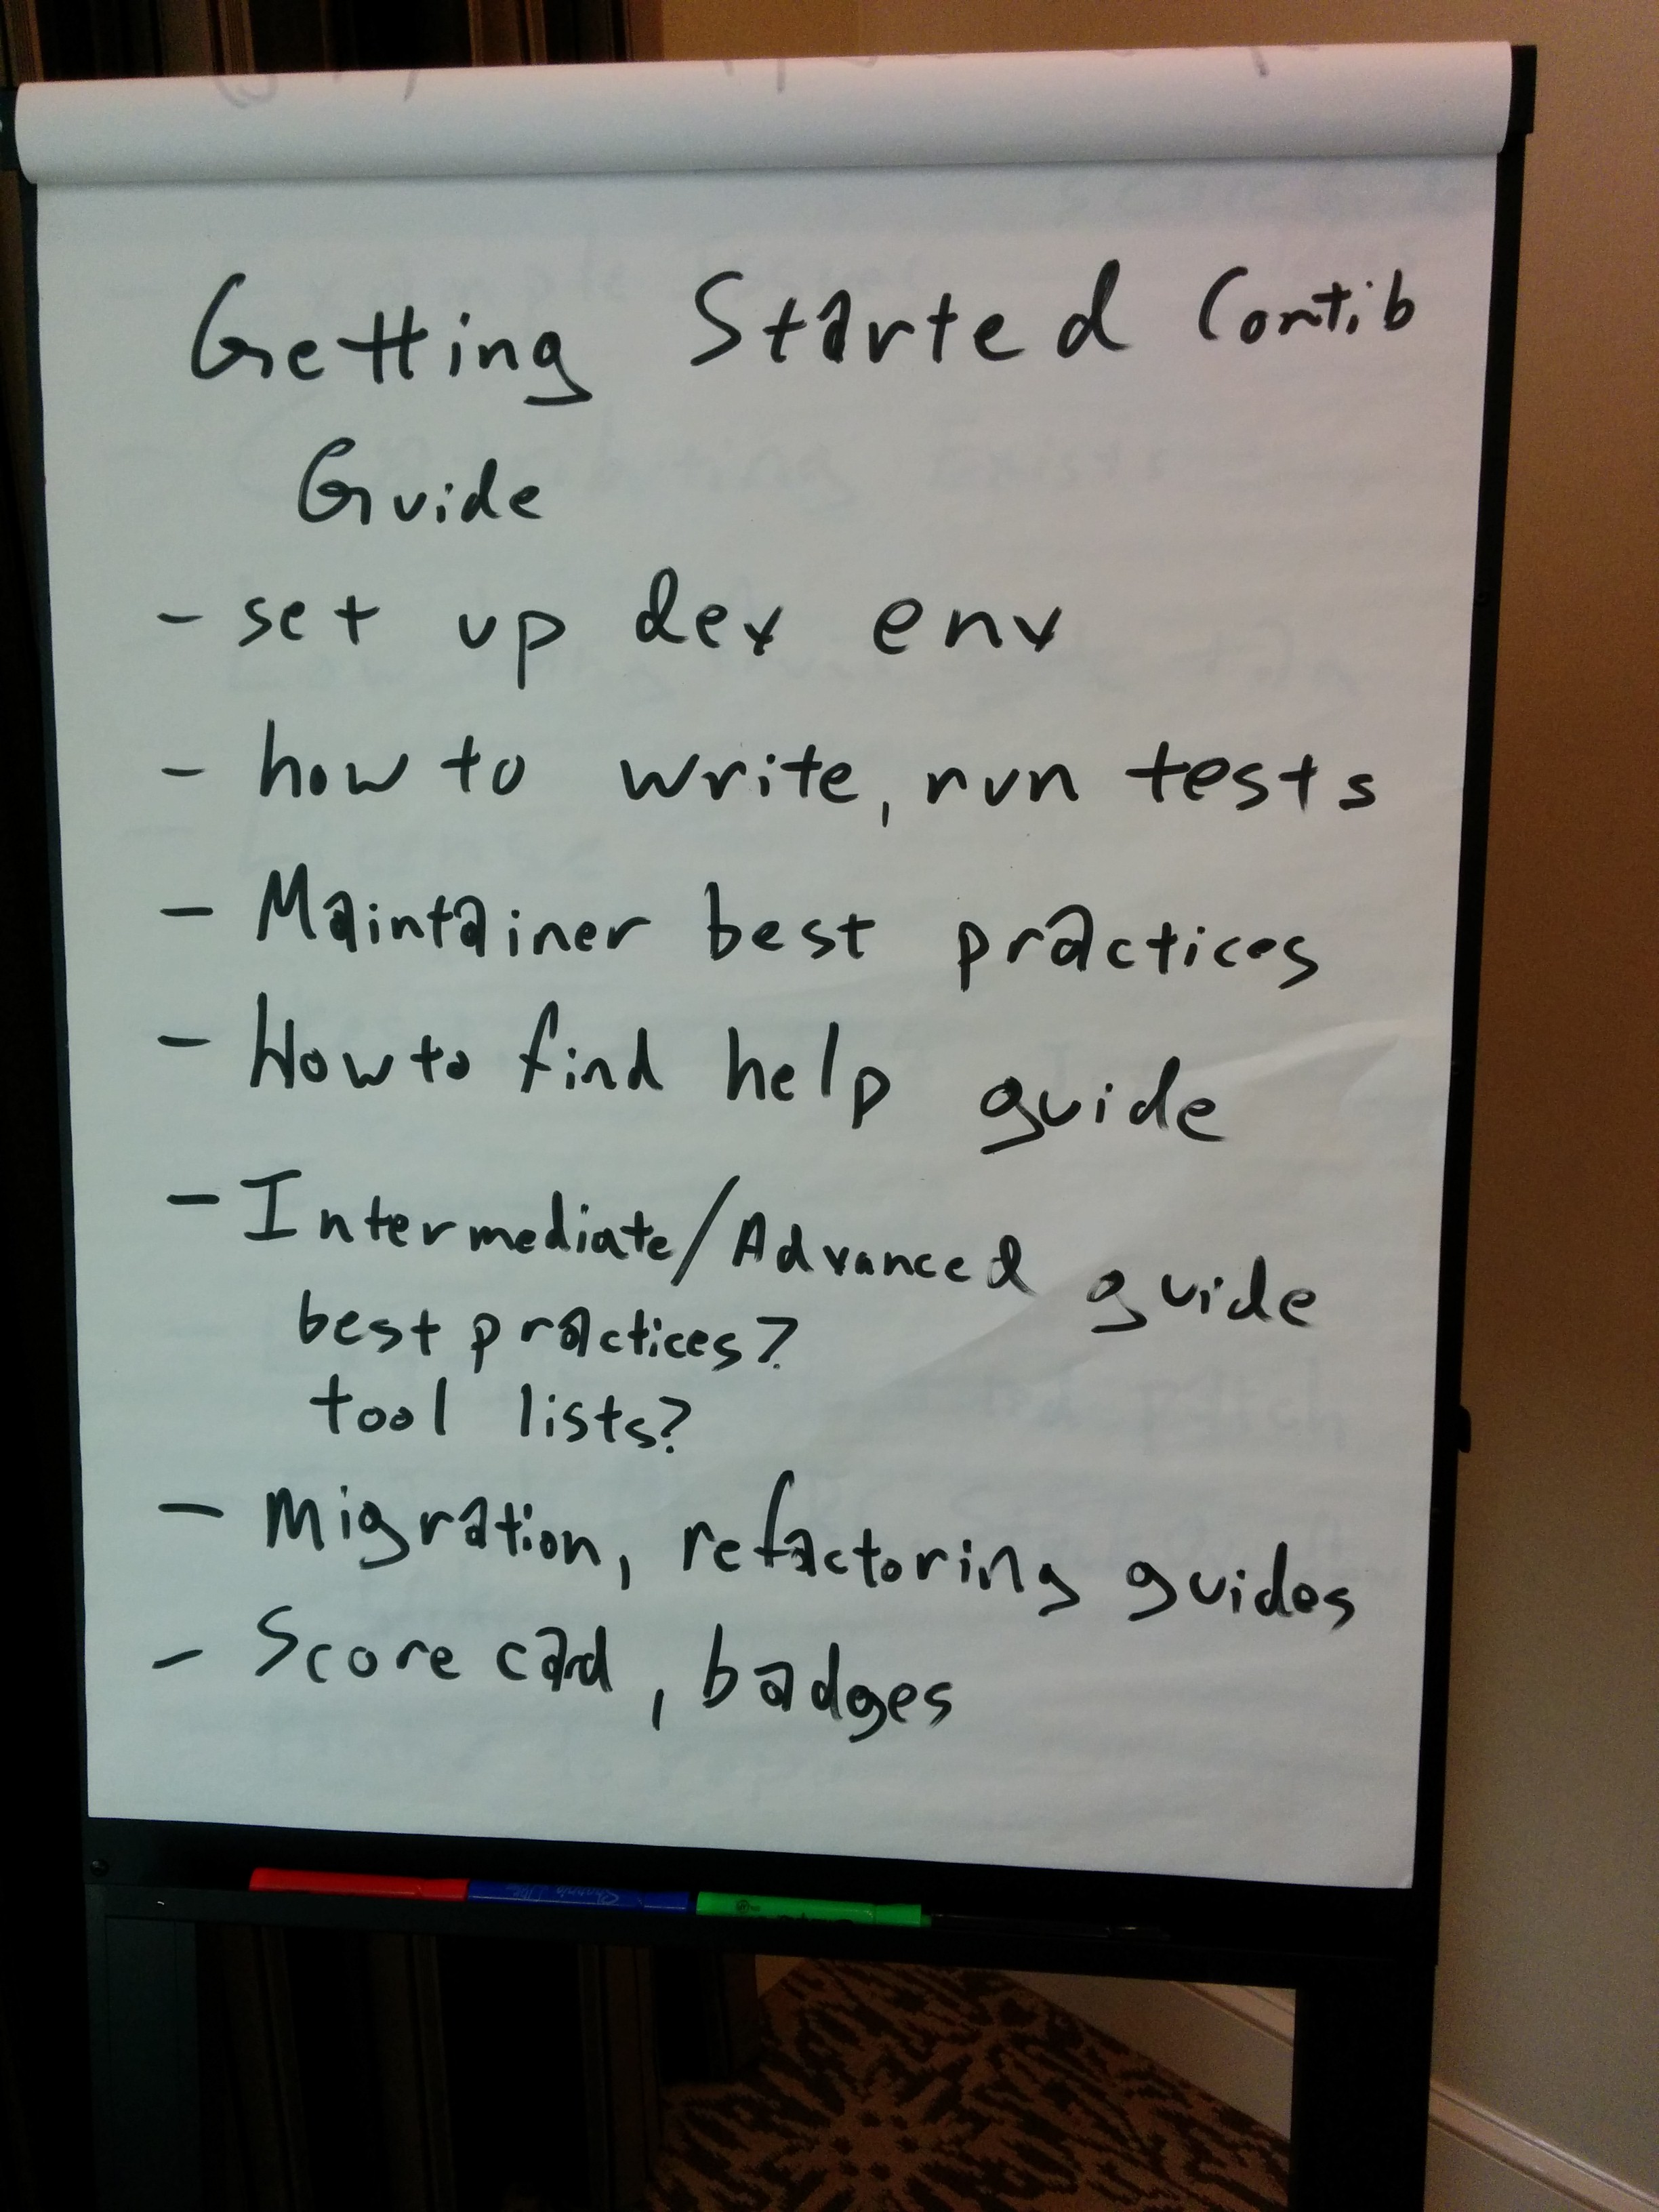 Getting Started Contib
Guide
- set up dev env
- how to write, run tests
- Maintainer best practices
- How to find help guide
- Intermediate/Advanced guide
best practices?
tool lists?
- Migration, refactoring guides
- Score card, badges